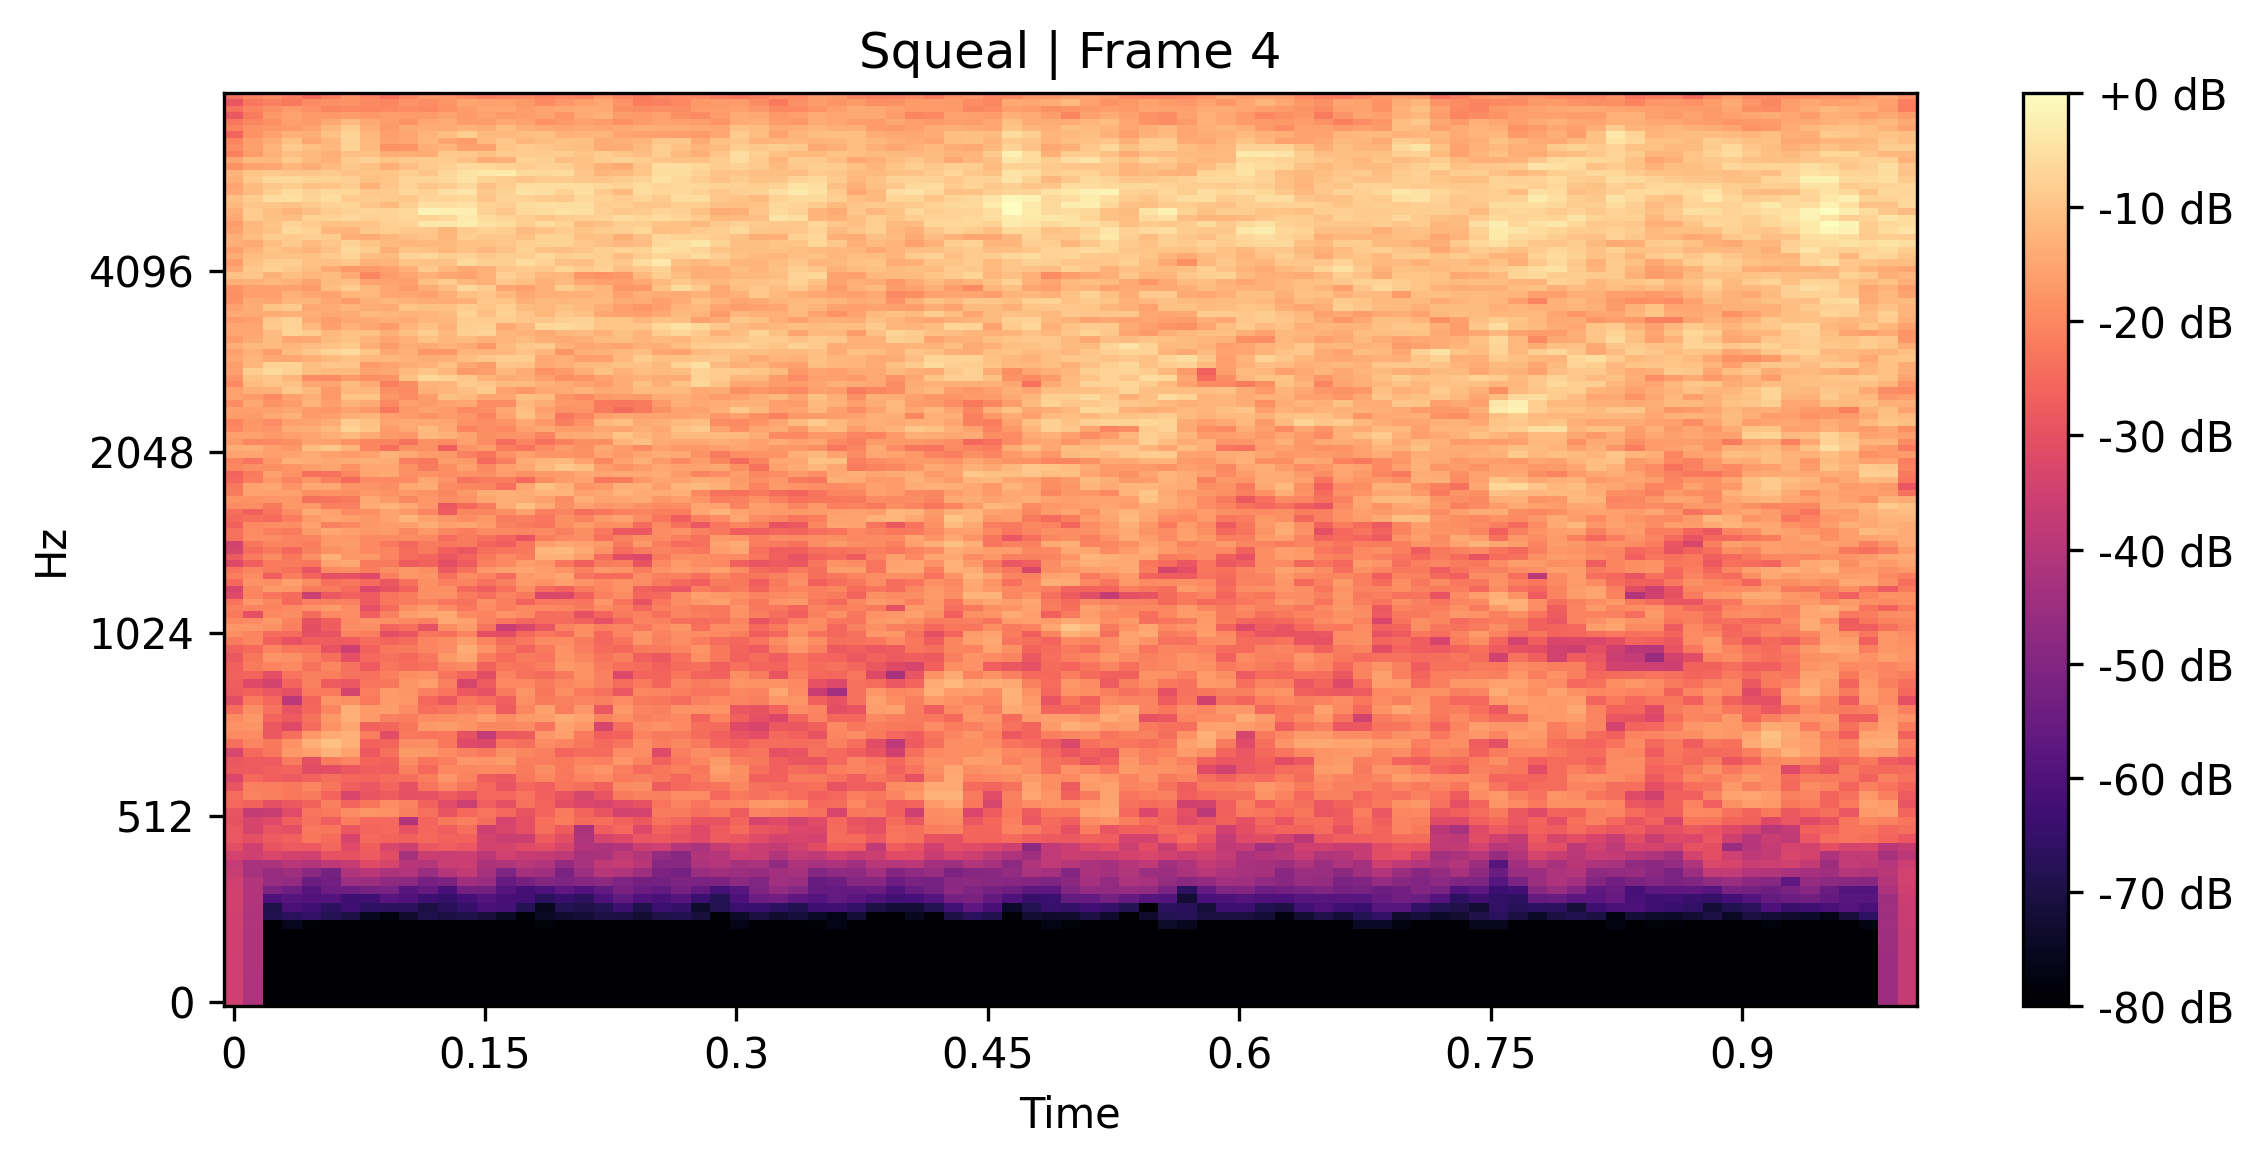 Squeal | Frame 4
+0 dB
-10 dB
-20 dB
-30 dB
-40 dB
-50 dB
-60 dB
-70 dB
-80 dB
Hz
4096
2048
1024
512
0
0 0.15 0.3 0.45 0.6 0.75 0.9
Time